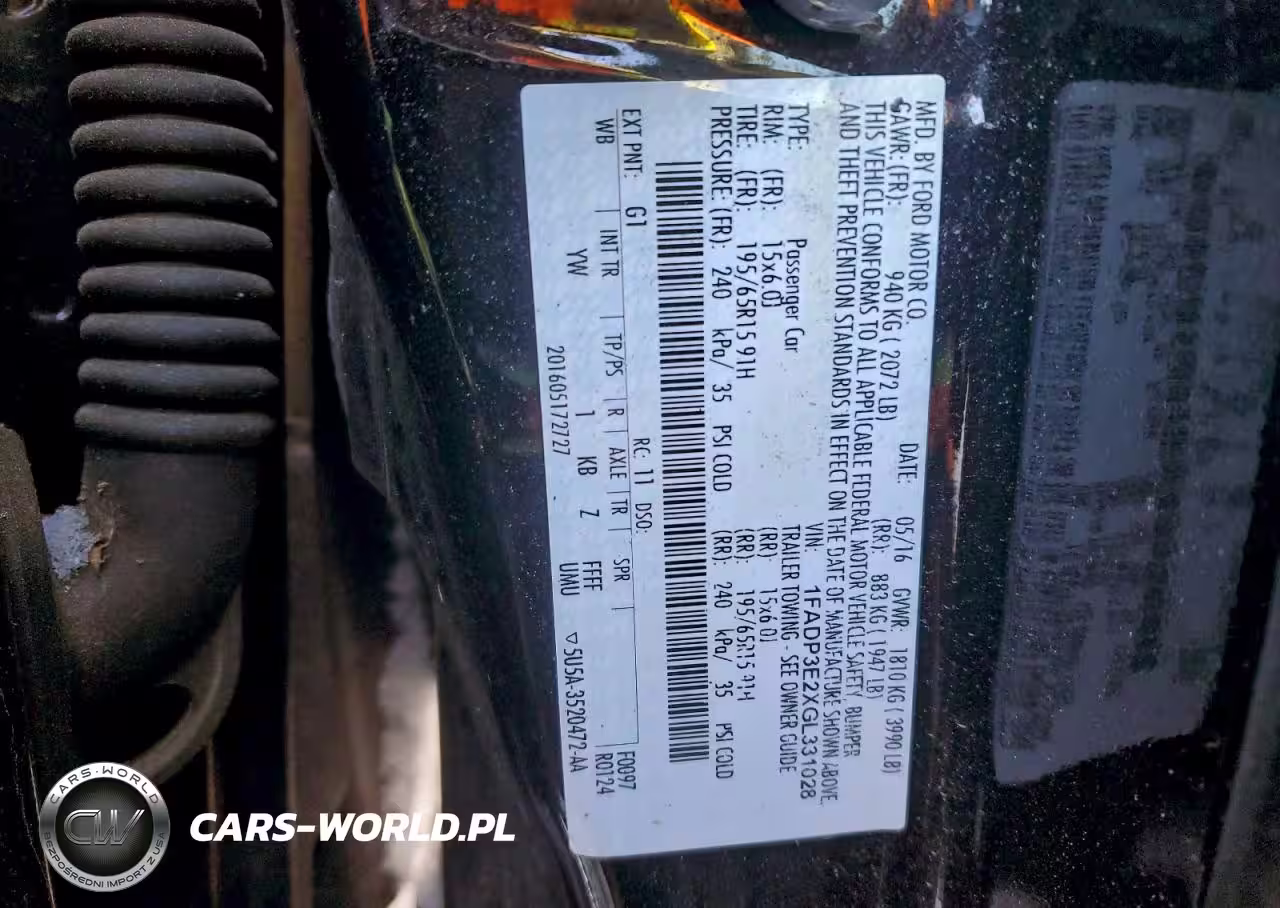 MFD. BY FORD MOTOR CO. DATE: 05/16 GVWR: 1810 KG ( 3990 LB)
GAWR: (FR): 940 KG ( 2072 LB) (RR): 883 KG ( 1947 LB)
THIS VEHICLE CONFORMS TO ALL APPLICABLE FEDERAL MOTOR VEHICLE SAFETY, BUMPER
AND THEFT PREVENTION STANDARDS IN EFFECT ON THE DATE OF MANUFACTURE SHOWN ABOVE.
VIN: 1FADP3E2XGL331028
TYPE: Passenger Car TRAILER TOWING - SEE OWNER GUIDE
RIM: (FR): 15x6.0J (RR) 15x6.0J
TIRE: (FR): 195/65R15 91H (RR): 195/65R15 91H
PRESSURE: (FR): 240 kPa/ 35 PSI COLD (RR): 240 kPa/ 35 PSI COLD
EXT PNT: G1 RC: 11 DSO: F0097
WB INT TR TP/PS R AXLE TR SPR R0124
YW 1 KB Z FFFF
201605172727 UMU ▽5U5A-3520472-AA
CARS-WORLD
CW
BEZPOŚREDNI IMPORT Z USA
CARS-WORLD.PL